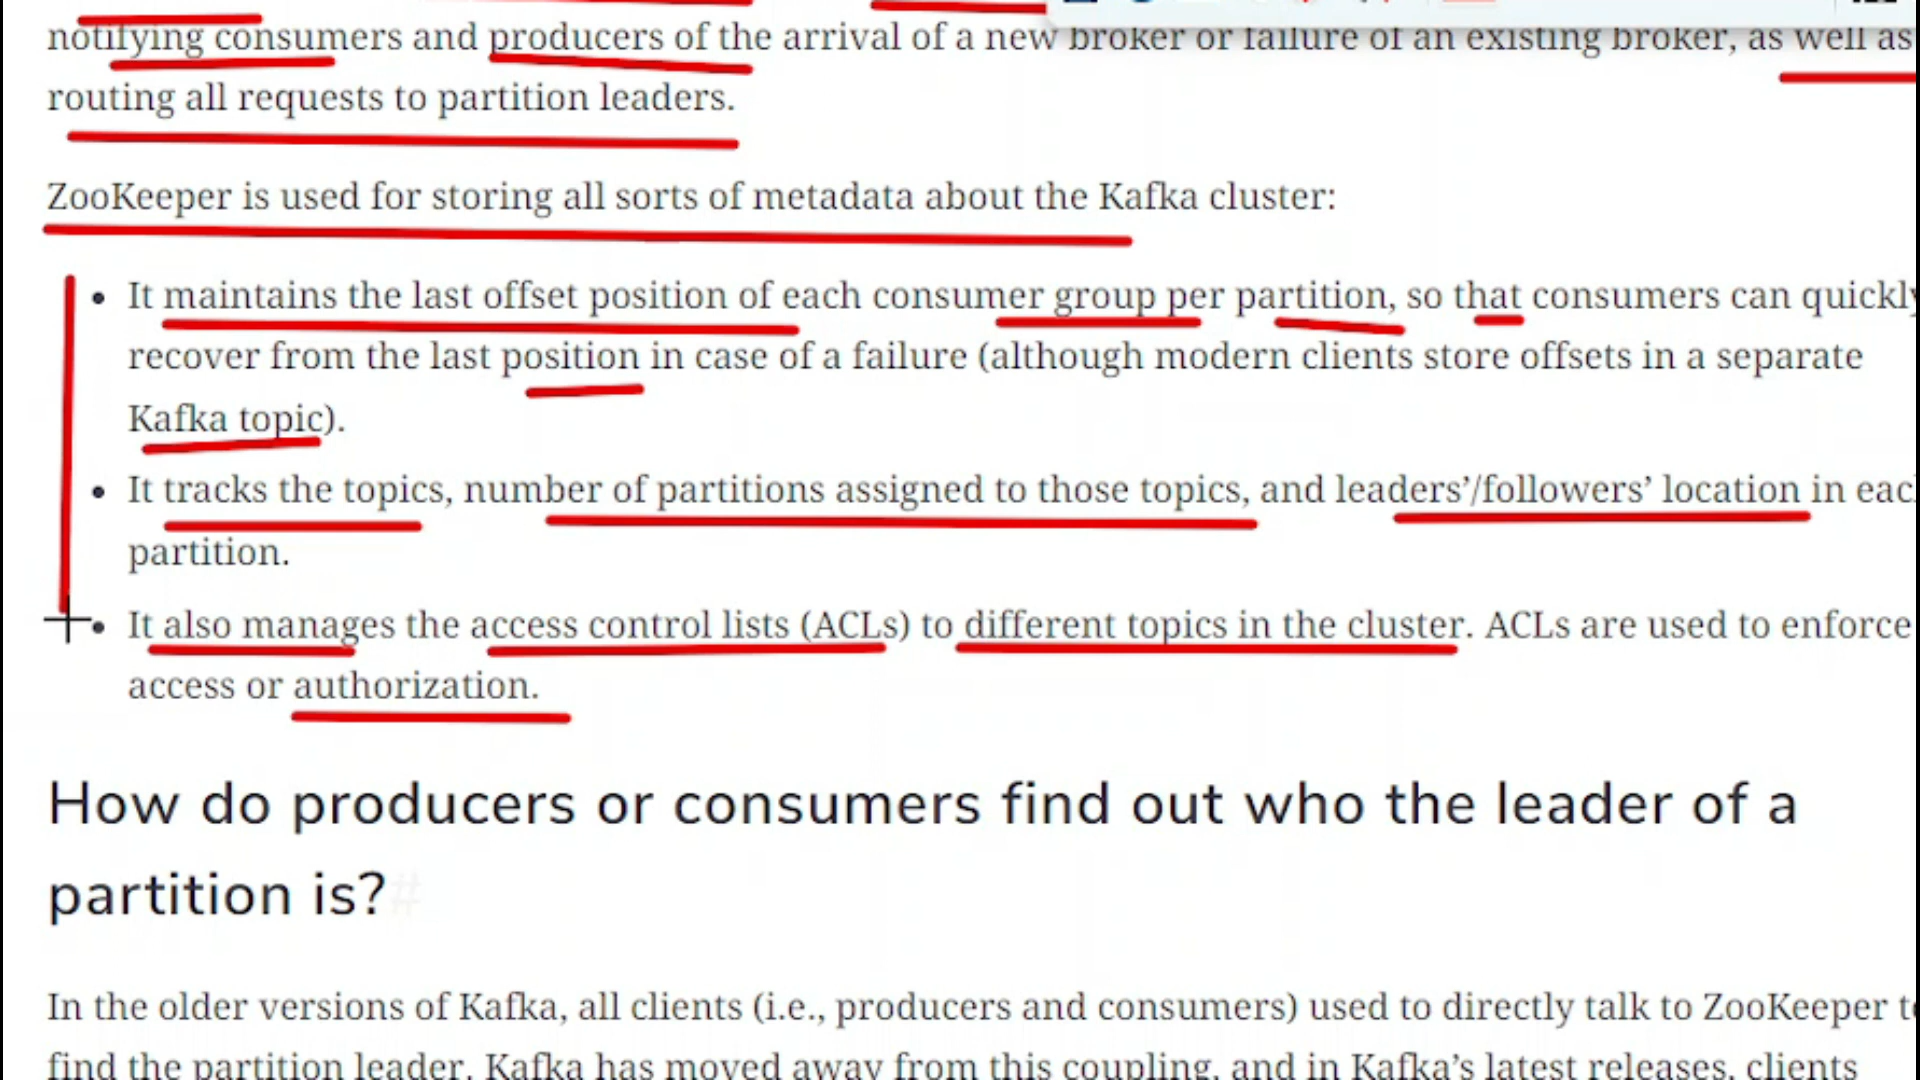 notifying consumers and producers of the arrival of a new broker or failure of an existing broker, as well as
routing all requests to partition leaders.
ZooKeeper is used for storing all sorts of metadata about the Kafka cluster:
• It maintains the last offset position of each consumer group per partition, so that consumers can quickly
recover from the last position in case of a failure (although modern clients store offsets in a separate
Kafka topic).
• It tracks the topics, number of partitions assigned to those topics, and leaders’/followers’ location in each
partition.
• It also manages the access control lists (ACLs) to different topics in the cluster. ACLs are used to enforce
access or authorization.
How do producers or consumers find out who the leader of a
partition is?#
In the older versions of Kafka, all clients (i.e., producers and consumers) used to directly talk to ZooKeeper to
find the partition leader. Kafka has moved away from this coupling, and in Kafka’s latest releases, clients